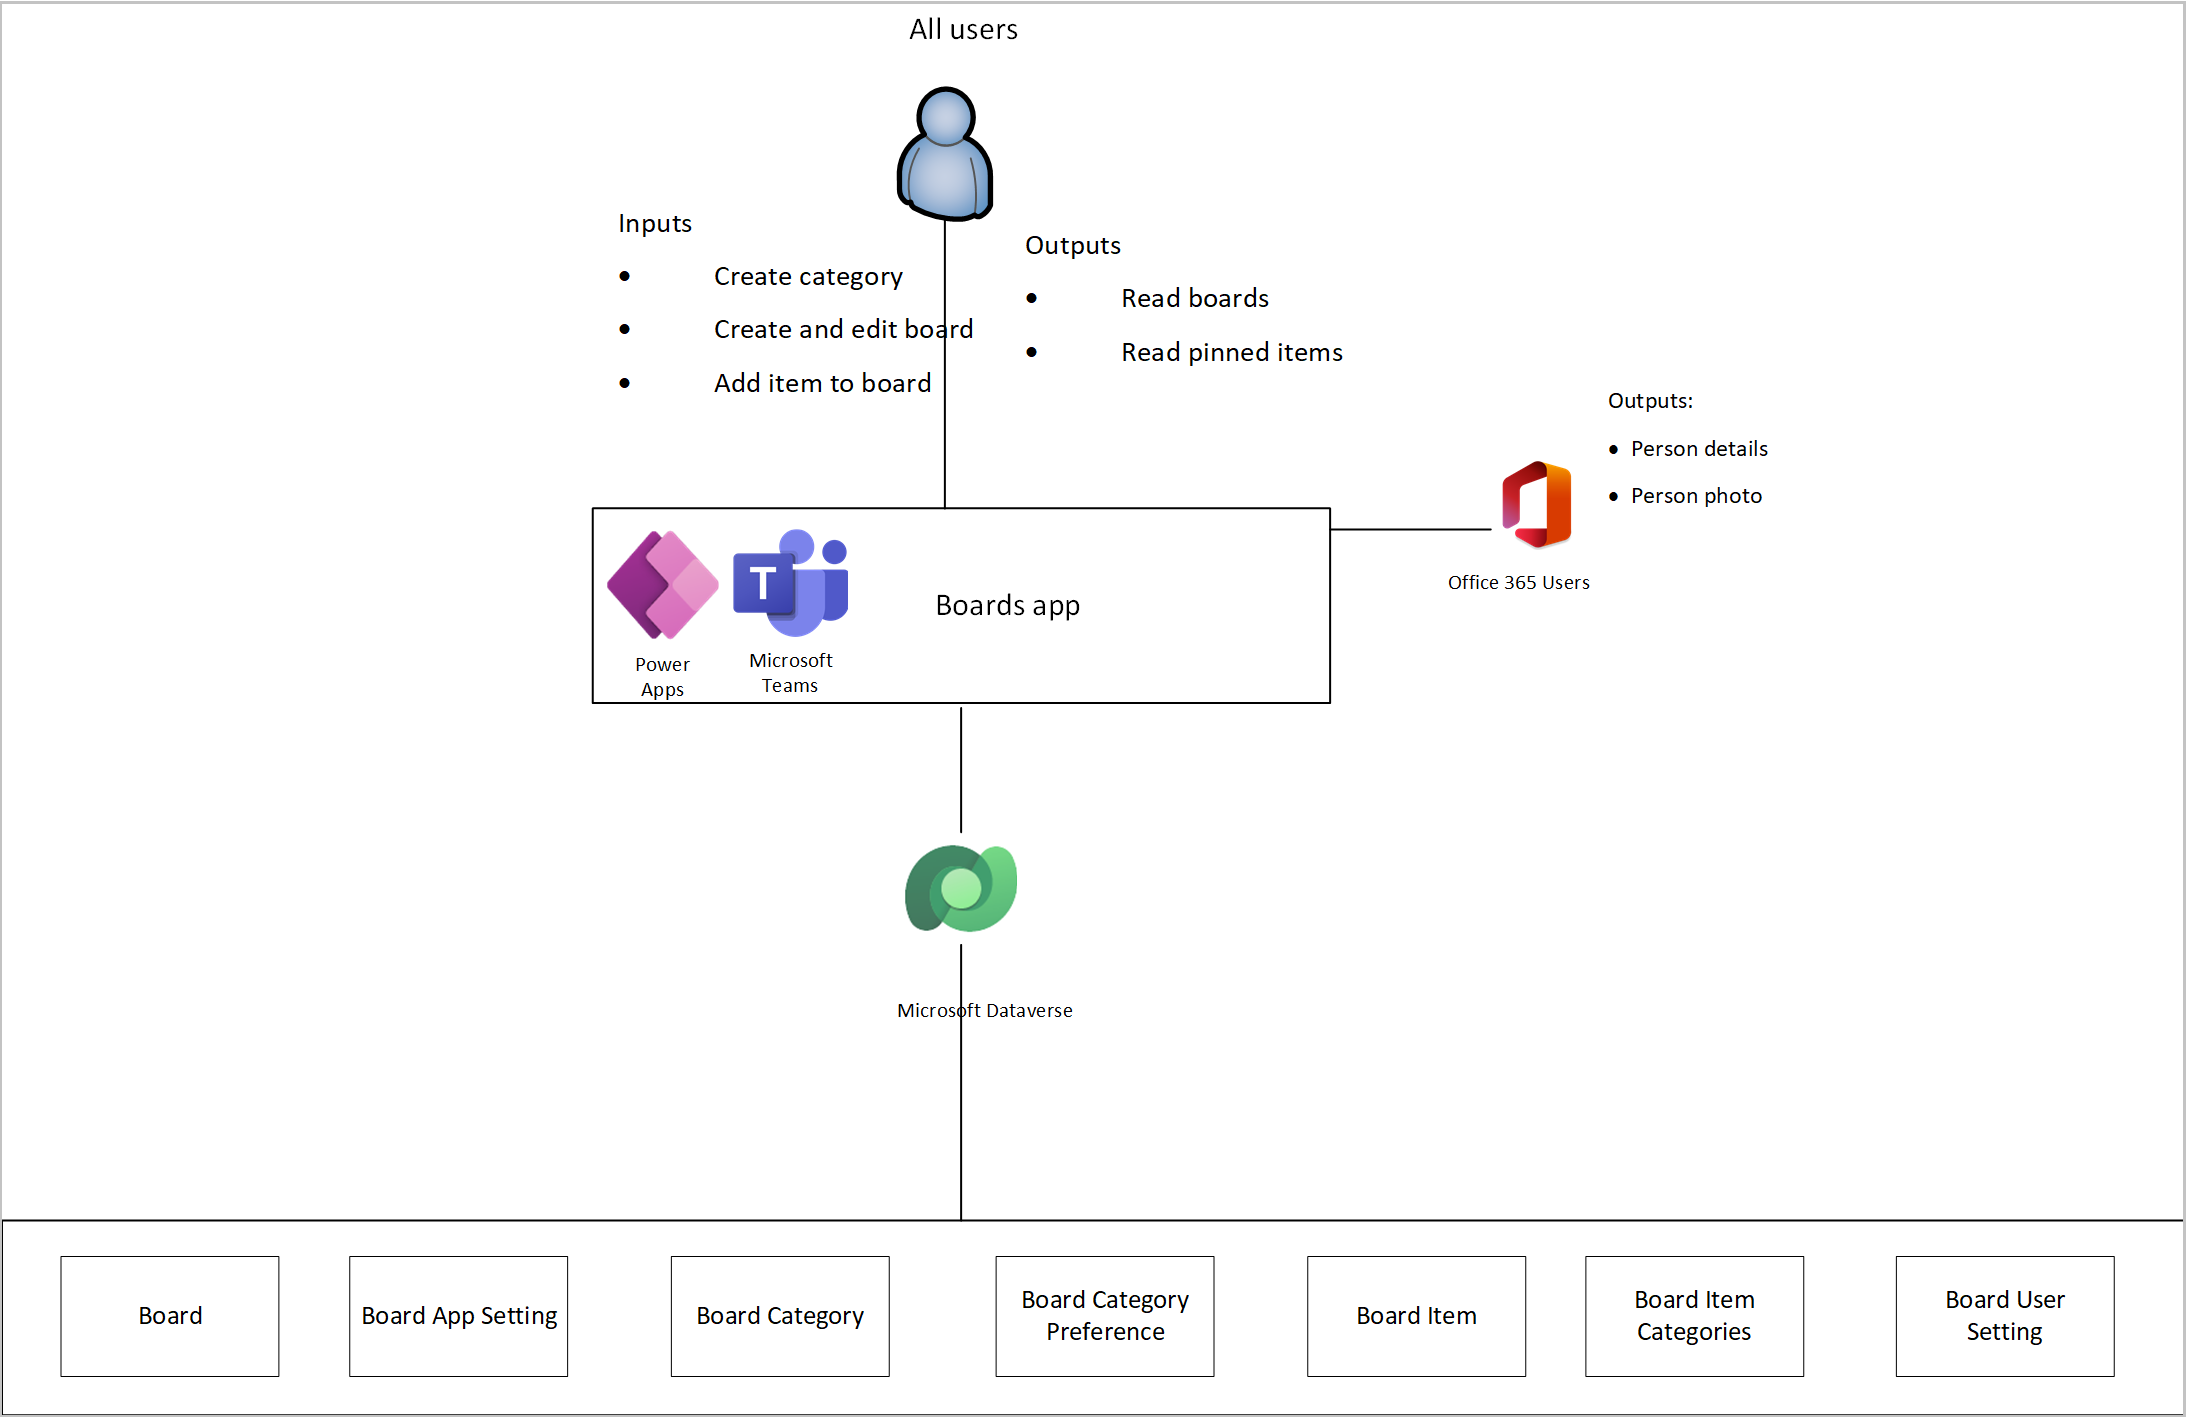 All users
Inputs
• Create category
• Create and edit board
• Add item to board
Outputs
• Read boards
• Read pinned items
Outputs:
• Person details
• Person photo
Office 365 Users
T
Boards app
Power
Apps
Microsoft
Teams
Microsoft Dataverse
Board
Board App Setting
Board Category
Board Category
Preference
Board Item
Board Item
Categories
Board User
Setting